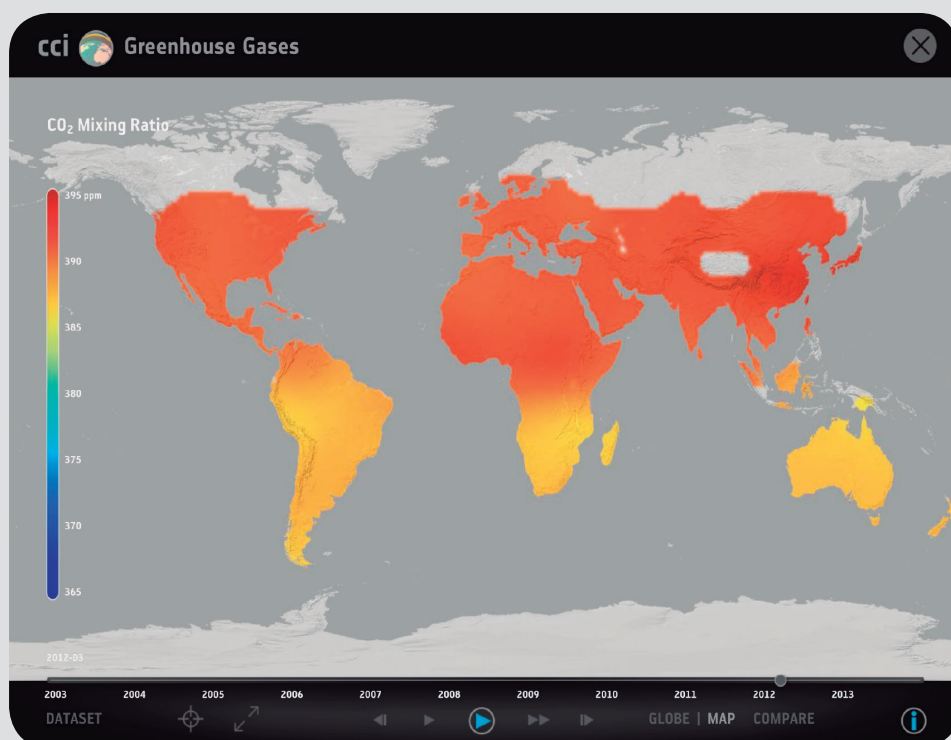 cci Greenhouse Gases
CO₂ Mixing Ratio
395 ppm
390
385
380
375
370
365
2012-03
2003 2004 2005 2006 2007 2008 2009 2010 2011 2012 2013
DATASET GLOBE | MAP COMPARE